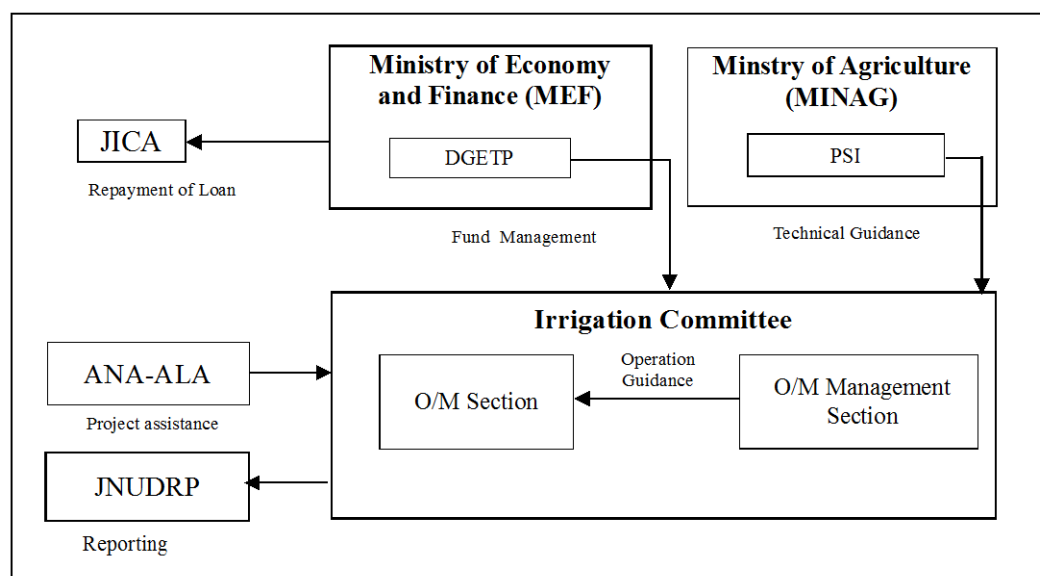 Ministry of Economy
and Finance (MEF)
DGETP
Minstry of Agriculture
(MINAG)
PSI
JICA
Repayment of Loan
Fund Management
Technical Guidance
Irrigation Committee
ANA-ALA
Project assistance
O/M Section
Operation
Guidance
O/M Management
Section
JNUDRP
Reporting